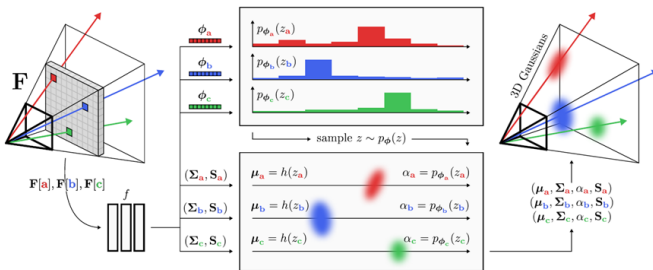 F
F[a], F[b], F[c]
f
ϕa
ϕb
ϕc
pϕa(za)
pϕb(zb)
pϕc(zc)
sample z ∼ pϕ(z)
(Σa, Sa)
(Σb, Sb)
(Σc, Sc)
μa = h(za) αa = pϕa(za)
μb = h(zb) αb = pϕb(zb)
μc = h(zc) αc = pϕc(zc)
3D Gaussians
(μa, Σa, αa, Sa)
(μb, Σb, αb, Sb)
(μc, Σc, αc, Sc)